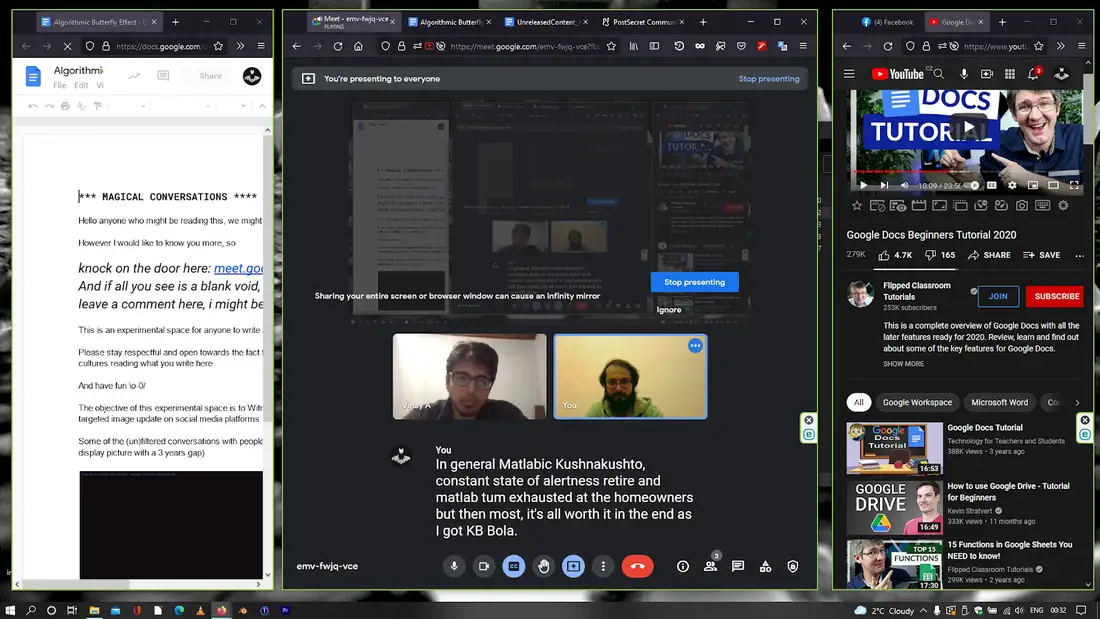 Algorithmic Butterfly Effect -
https://docs.google.com/
Algorithmi
Share
File Edit Vi
*** MAGICAL CONVERSATIONS ****
Hello anyone who might be reading this, we might
However I would like to know you more, so
knock on the door here: meet.goo
And if all you see is a blank void,
leave a comment here, i might be
This is an experimental space for anyone to write
Please stay respectful and open towards the fact
cultures reading what you write here
And have fun \o-0/
The objective of this experimental space is to Wit
targeted image update on social media platforms
Some of the (un)filtered conversations with people
display picture with a 3 years gap)
Meet - emv-fwjq-vce
PLAYING
Algorithmic Butterfl
UnreleasedContent_
PostSecret Commun
https://meet.google.com/emv-fwjq-vce?
You're presenting to everyone
Stop presenting
Stop presenting
Sharing your entire screen or browser window can cause an infinity mirror
Ignore
Vinay A
You
You
In general Matlabic Kushnakushto,
constant state of alertness retire and
matlab tum exhausted at the homeowners
but then most, it's all worth it in the end as
I got KB Bola.
emv-fwjq-vce
3
(4) Facebook
Google Do
https://www.yout
YouTube
DOCS
TUTORIAL
10:09 / 23:50
Google Docs Beginners Tutorial 2020
279K
4.7K
165
SHARE
SAVE
Flipped Classroom
Tutorials
253K subscribers
JOIN
SUBSCRIBE
This is a complete overview of Google Docs with all the
later features ready for 2020. Review, learn and find out
about some of the key features for Google Docs.
SHOW MORE
All
Google Workspace
Microsoft Word
Google
Docs
Tutorial
16:53
Google Docs Tutorial
Technology for Teachers and Students
388K views • 3 years ago
GOOGLE
DRIVE
16:49
How to use Google Drive - Tutorial
for Beginners
Kevin Stratvert
333K views • 11 months ago
TOP 15
FUNCTIONS
17:30
15 Functions in Google Sheets You
NEED to know!
Flipped Classroom Tutorials
299K views • 2 years ago
2°C Cloudy
ENG
00:32